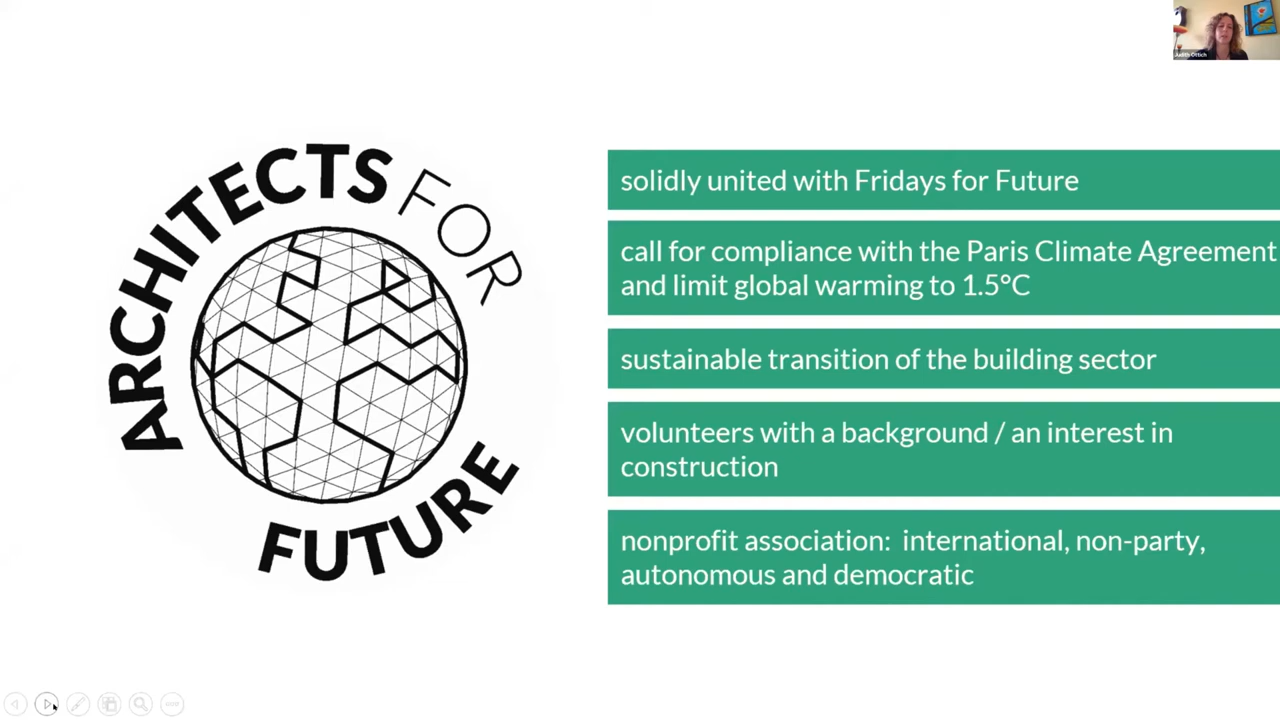 ARCHITECTS FOR
FUTURE
solidly united with Fridays for Future
call for compliance with the Paris Climate Agreement
and limit global warming to 1.5°C
sustainable transition of the building sector
volunteers with a background / an interest in
construction
nonprofit association: international, non-party,
autonomous and democratic